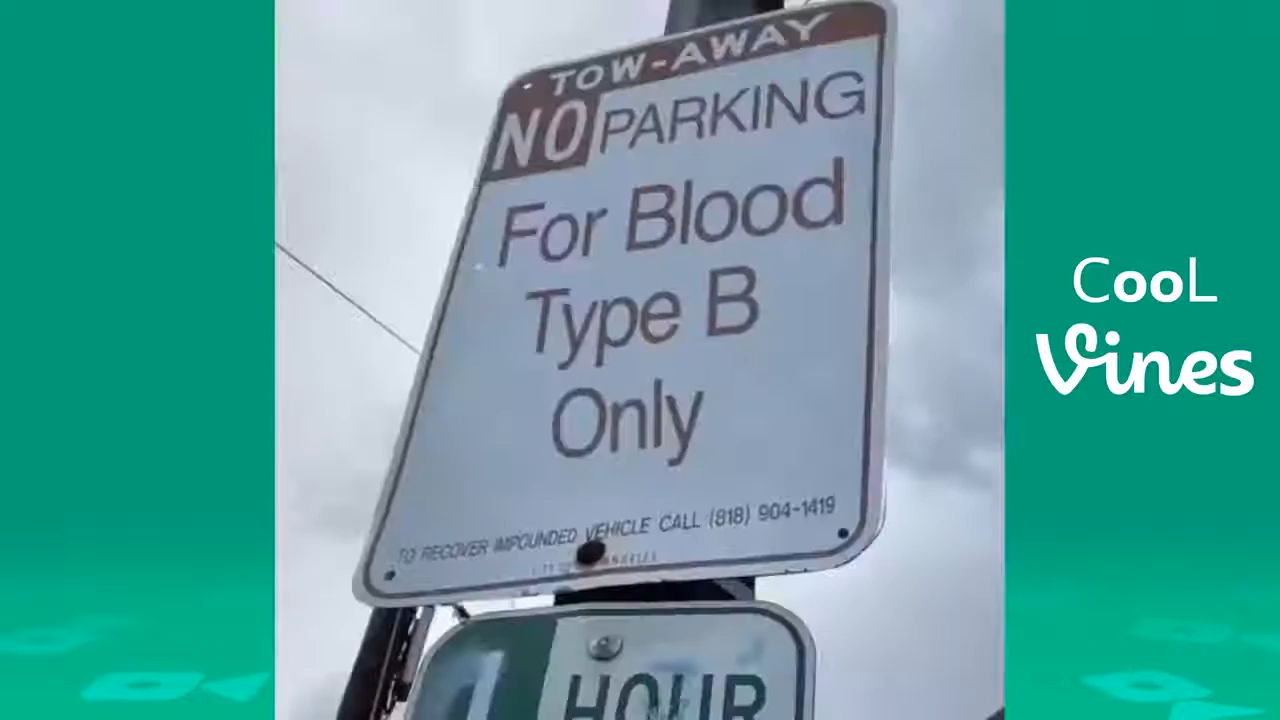 TOW-AWAY
NO PARKING
For Blood
Type B
Only
TO RECOVER IMPOUNDED VEHICLE CALL (818) 904-1419
1 HOUR
CooL
Vines